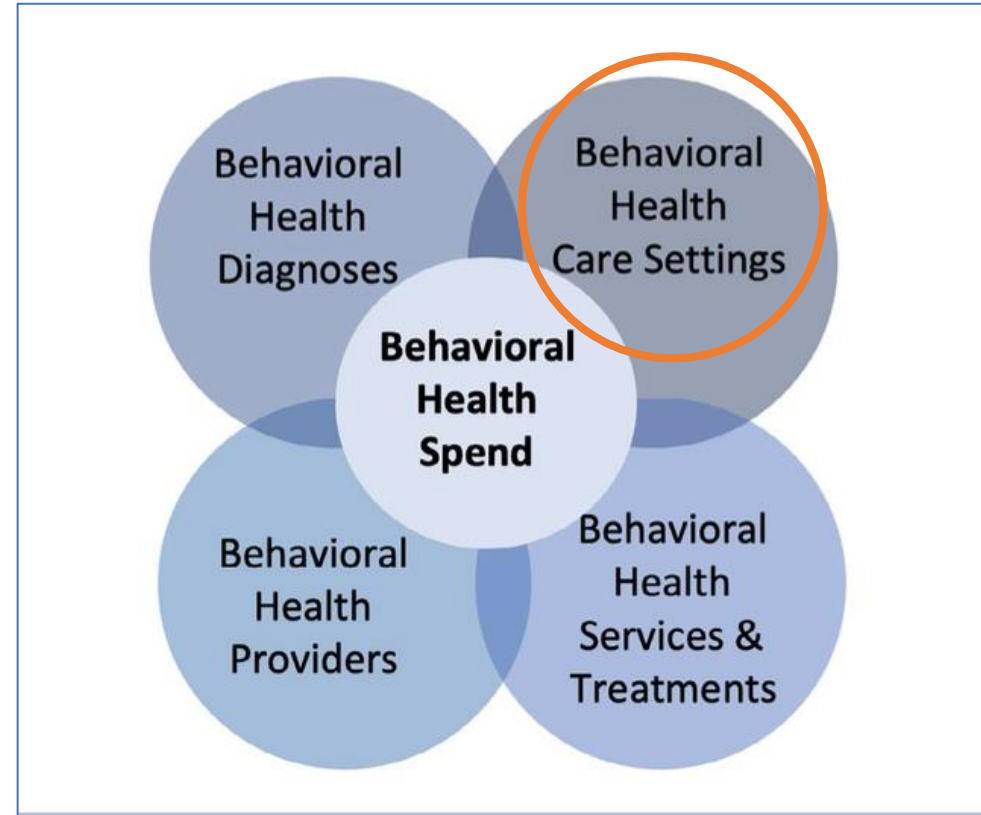 Behavioral
Health
Diagnoses
Behavioral
Health
Care Settings
Behavioral
Health
Spend
Behavioral
Health
Providers
Behavioral
Health
Services &
Treatments